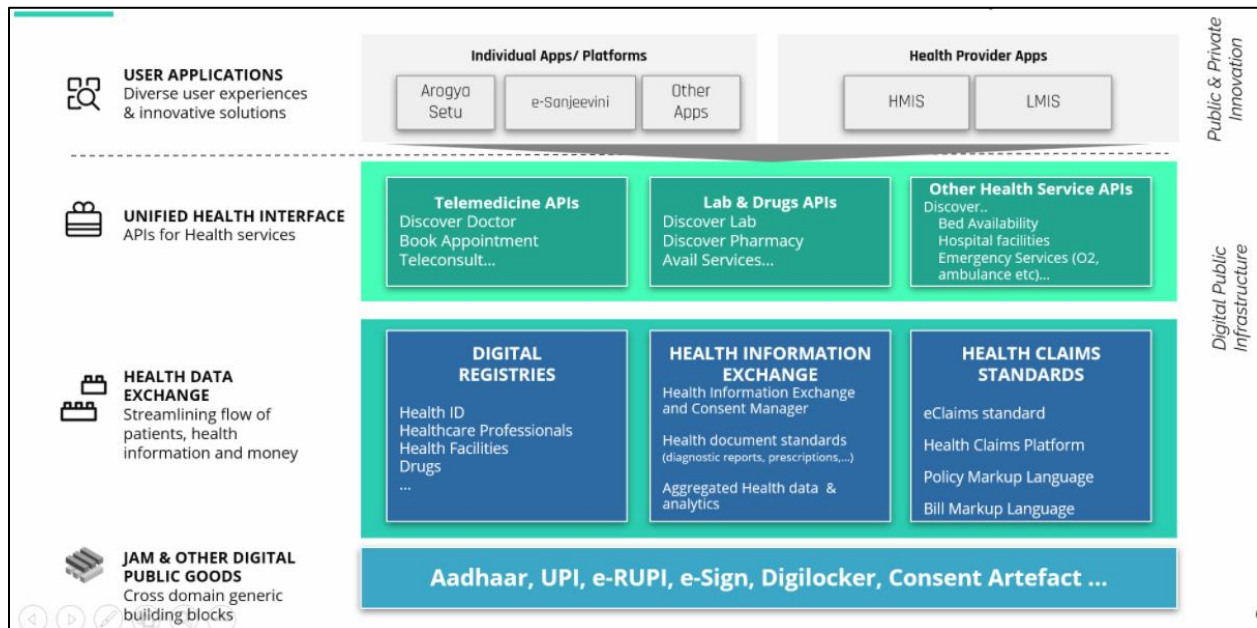 USER APPLICATIONS
Diverse user experiences
& innovative solutions
Individual Apps/ Platforms
Arogya
Setu
e-Sanjeevini
Other
Apps
Health Provider Apps
HMIS
LMIS
Public & Private
Innovation
UNIFIED HEALTH INTERFACE
APIs for Health services
Telemedicine APIs
Discover Doctor
Book Appointment
Teleconsult...
Lab & Drugs APIs
Discover Lab
Discover Pharmacy
Avail Services...
Other Health Service APIs
Discover..
Bed Availability
Hospital facilities
Emergency Services (O2,
ambulance etc)...
Digital Public
Infrastructure
HEALTH DATA
EXCHANGE
Streamlining flow of
patients, health
information and money
DIGITAL
REGISTRIES
Health ID
Healthcare Professionals
Health Facilities
Drugs
...
HEALTH INFORMATION
EXCHANGE
Health Information Exchange
and Consent Manager
Health document standards
(diagnostic reports, prescriptions,...)
Aggregated Health data &
analytics
HEALTH CLAIMS
STANDARDS
eClaims standard
Health Claims Platform
Policy Markup Language
Bill Markup Language
JAM & OTHER DIGITAL
PUBLIC GOODS
Cross domain generic
building blocks
Aadhaar, UPI, e-RUPI, e-Sign, Digilocker, Consent Artefact ...